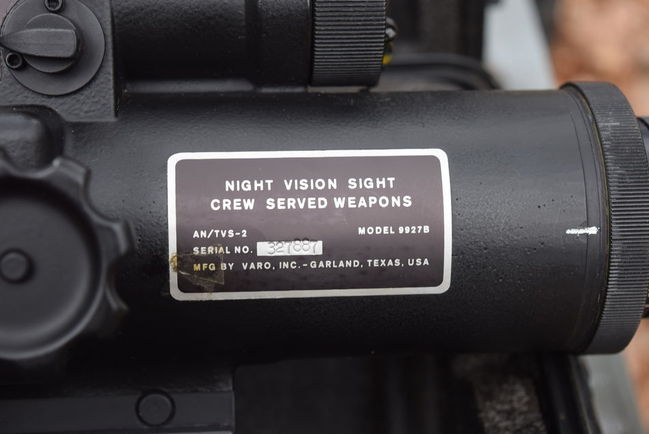 NIGHT VISION SIGHT
CREW SERVED WEAPONS
AN/TVS-2 MODEL 9927B
SERIAL NO. 327887
MFG BY VARO, INC.-GARLAND, TEXAS, USA